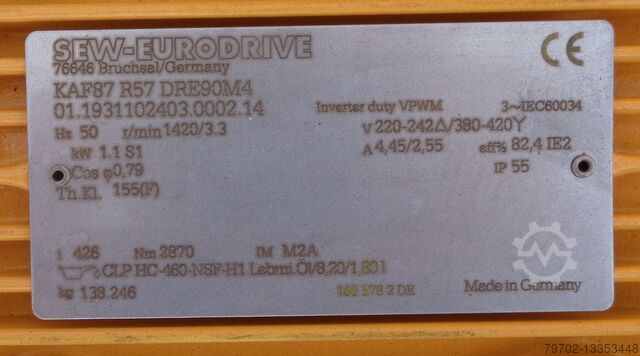 SEW-EURODRIVE
76646 Bruchsal/Germany
CE
KAF87 R57 DRE90M4
01.1931102403.0002.14
Inverter duty VPWM 3~IEC60034
Hz 50 r/min 1420/3.3
V 220-242Δ/380-420Y
kW 1.1 S1
A 4,45/2,55 eff% 82,4 IE2
Cos φ 0,79
IP 55
Th.Kl. 155(F)
i 426 Nm 2870 IM M2A
CLP HC-460-NSF-H1 Lebmi.Öl/8,20/1,80 l
kg 138.246
578 2 DE
Made in Germany
79702-13353448